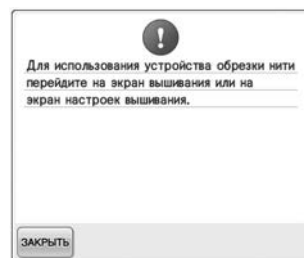 Для использования устройства обрезки нити
перейдите на экран вышивания или на
экран настроек вышивания.
ЗАКРЫТЬ